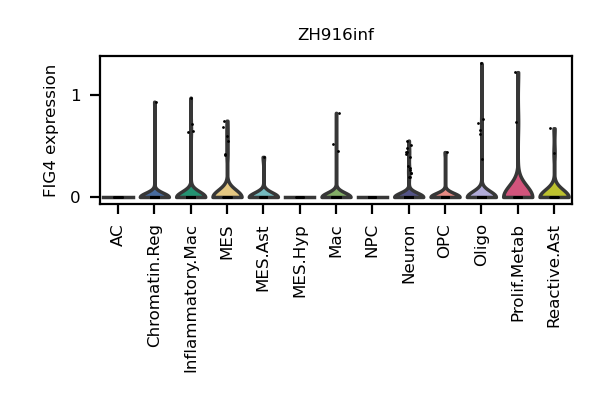 ZH916inf
FIG4 expression
1
0
AC
Chromatin.Reg
Inflammatory.Mac
MES
MES.Ast
MES.Hyp
Mac
NPC
Neuron
OPC
Oligo
Prolif.Metab
Reactive.Ast